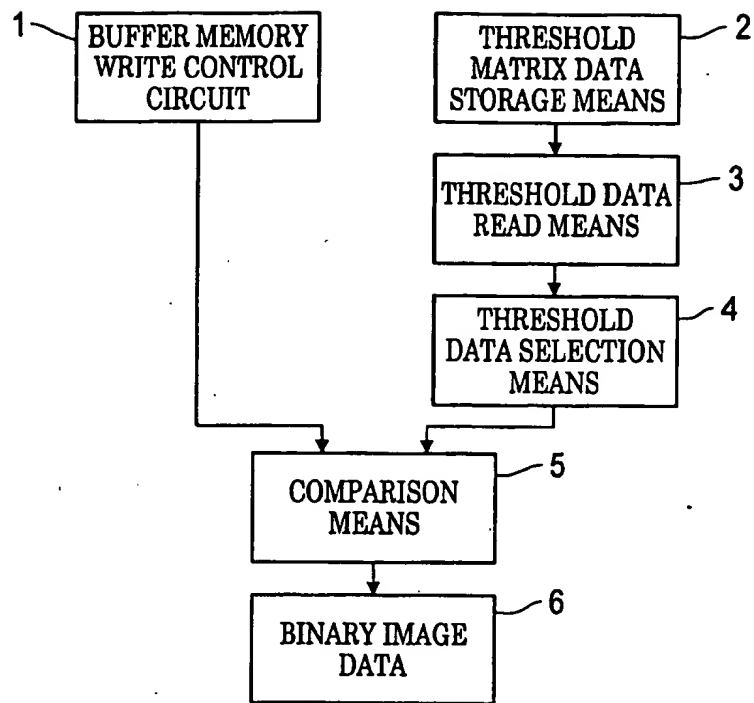 1
BUFFER MEMORY
WRITE CONTROL
CIRCUIT
2
THRESHOLD
MATRIX DATA
STORAGE MEANS
3
THRESHOLD DATA
READ MEANS
4
THRESHOLD
DATA SELECTION
MEANS
5
COMPARISON
MEANS
6
BINARY IMAGE
DATA